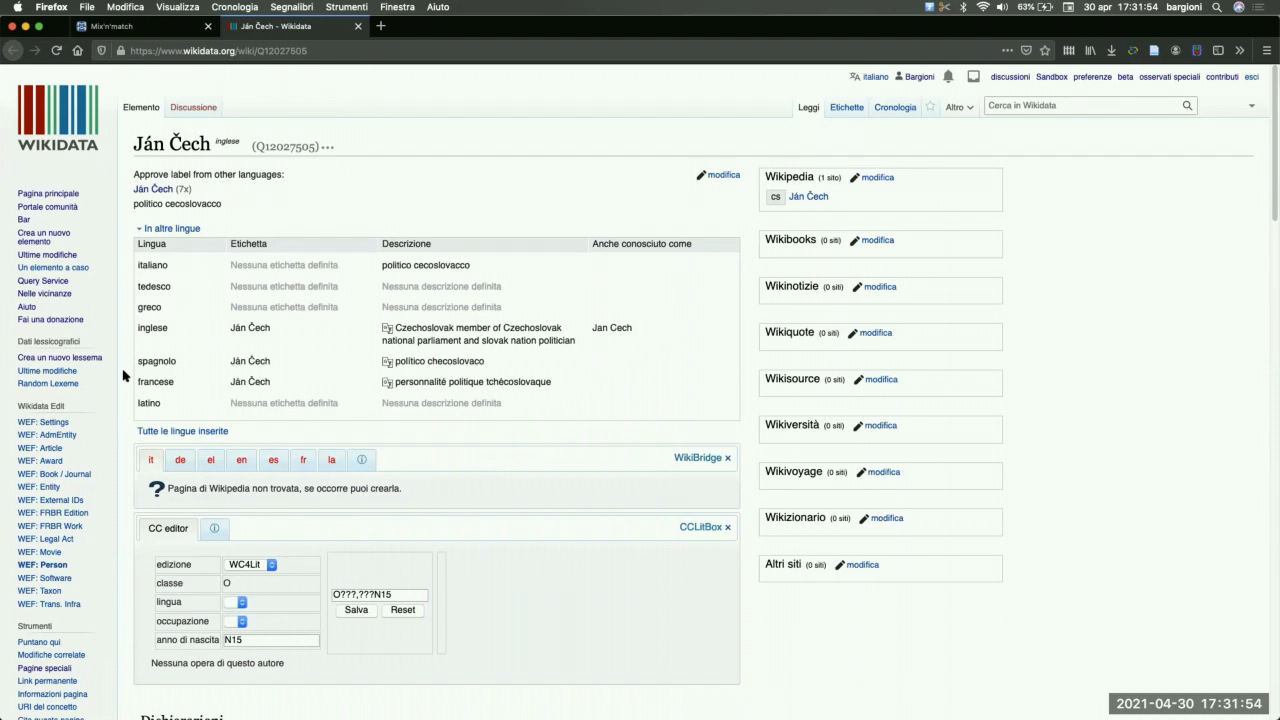 Firefox File Modifica Visualizza Cronologia Segnalibri Strumenti Finestra Aiuto 63% 30 apr 17:31:54 bargioni
Mix'n'match Ján Čech - Wikidata
https://www.wikidata.org/wiki/Q12027505
italiano Bargioni discussioni Sandbox preferenze beta osservati speciali contributi esci
Elemento Discussione Leggi Etichette Cronologia Altro Cerca in Wikidata
WIKIDATA
Pagina principale
Portale comunità
Bar
Crea un nuovo
elemento
Ultime modifiche
Un elemento a caso
Query Service
Nelle vicinanze
Aiuto
Fai una donazione
Dati lessicografici
Crea un nuovo lessema
Ultime modifiche
Random Lexeme
Wikidata Edit
WEF: Settings
WEF: AdmEntity
WEF: Article
WEF: Award
WEF: Book / Journal
WEF: Entity
WEF: External IDs
WEF: FRBR Edition
WEF: FRBR Work
WEF: Legal Act
WEF: Movie
WEF: Person
WEF: Software
WEF: Taxon
WEF: Trans. Infra
Strumenti
Puntano qui
Modifiche correlate
Pagine speciali
Link permanente
Informazioni pagina
URI del concetto
Cita questa pagina
Ján Čech inglese (Q12027505)
Approve label from other languages: modifica
Ján Čech (7x)
politico cecoslovacco
In altre lingue
Lingua Etichetta Descrizione Anche conosciuto come
italiano Nessuna etichetta definita politico cecoslovacco
tedesco Nessuna etichetta definita Nessuna descrizione definita
greco Nessuna etichetta definita Nessuna descrizione definita
inglese Ján Čech Czechoslovak member of Czechoslovak Jan Cech
national parliament and slovak nation politician
spagnolo Ján Čech político checoslovaco
francese Ján Čech personnalité politique tchécoslovaque
latino Nessuna etichetta definita Nessuna descrizione definita
Tutte le lingue inserite
it de el en es fr la WikiBridge ×
? Pagina di Wikipedia non trovata, se occorre puoi crearla.
CC editor CCLitBox ×
edizione WC4Lit
classe O
lingua
occupazione
anno di nascita N15
O???,???N15
Salva Reset
Nessuna opera di questo autore
Dichiarazioni
Wikipedia (1 sito) modifica
cs Ján Čech
Wikibooks (0 siti) modifica
Wikinotizie (0 siti) modifica
Wikiquote (0 siti) modifica
Wikisource (0 siti) modifica
Wikiversità (0 siti) modifica
Wikivoyage (0 siti) modifica
Wikizionario (0 siti) modifica
Altri siti (0 siti) modifica
2021-04-30 17:31:54